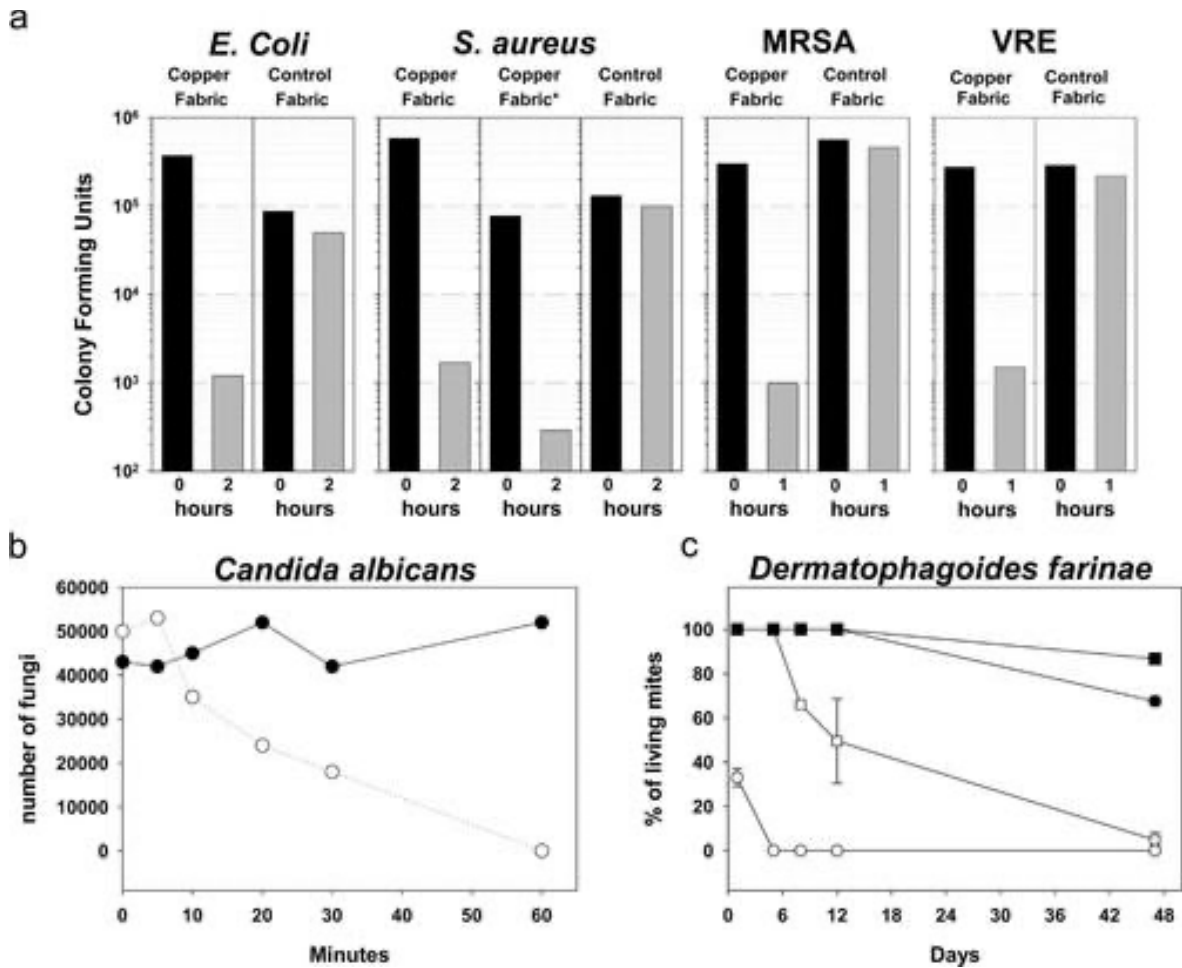 a
E. Coli S. aureus MRSA VRE
Copper Fabric Control Fabric Copper Fabric Copper Fabric* Control Fabric Copper Fabric Control Fabric Copper Fabric Control Fabric
Colony Forming Units
10⁶
10⁵
10⁴
10³
10²
0 2 0 2 0 2 0 2 0 2 0 1 0 1 0 1 0 1
hours hours hours hours hours hours hours hours hours
b
Candida albicans
number of fungi
60000
50000
40000
30000
20000
10000
0
0 10 20 30 40 50 60
Minutes
c
Dermatophagoides farinae
% of living mites
100
80
60
40
20
0
0 6 12 18 24 30 36 42 48
Days